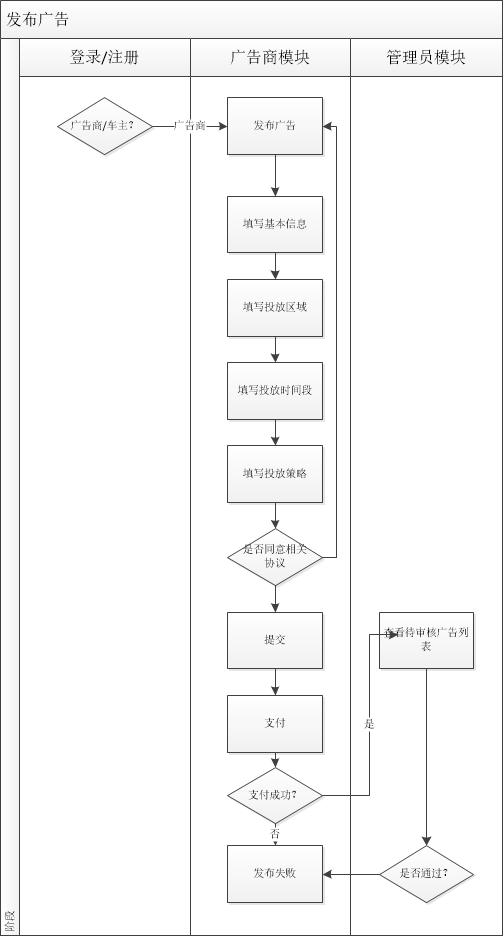 发布广告
登录/注册
广告商模块
管理员模块
广告商/车主？
广告商
发布广告
填写基本信息
填写投放区域
填写投放时间段
填写投放策略
是否同意相关
协议
提交
查看待审核广告列
表
支付
是
支付成功？
否
发布失败
是否通过？
阶段